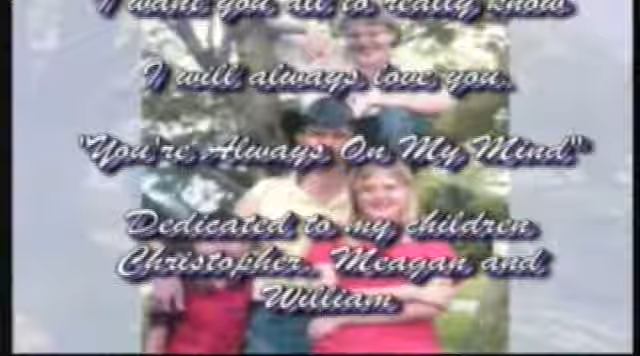 I want you all to really know
I will always love you.
"You're Always On My Mind"
Dedicated to my children
Christopher, Meagan and
William